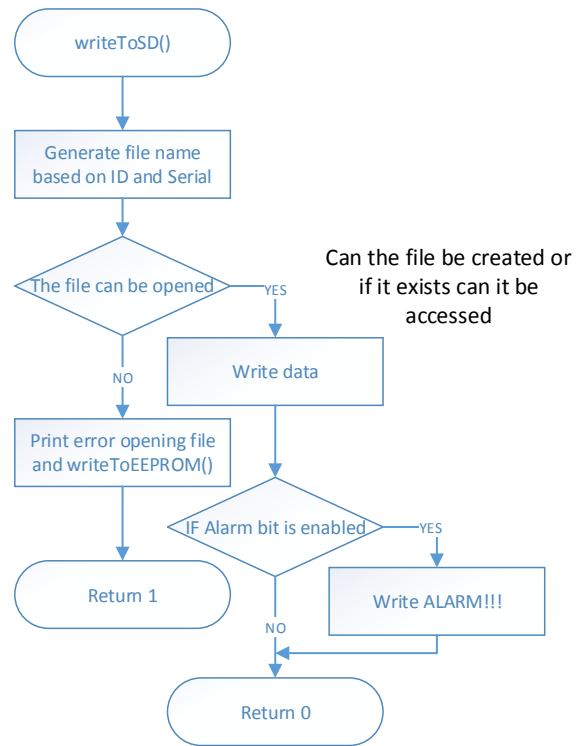 writeToSD()
Generate file name
based on ID and Serial
The file can be opened
YES
Can the file be created or
if it exists can it be
accessed
Write data
NO
Print error opening file
and writeToEEPROM()
IF Alarm bit is enabled
YES
Return 1
Write ALARM!!!
NO
Return 0